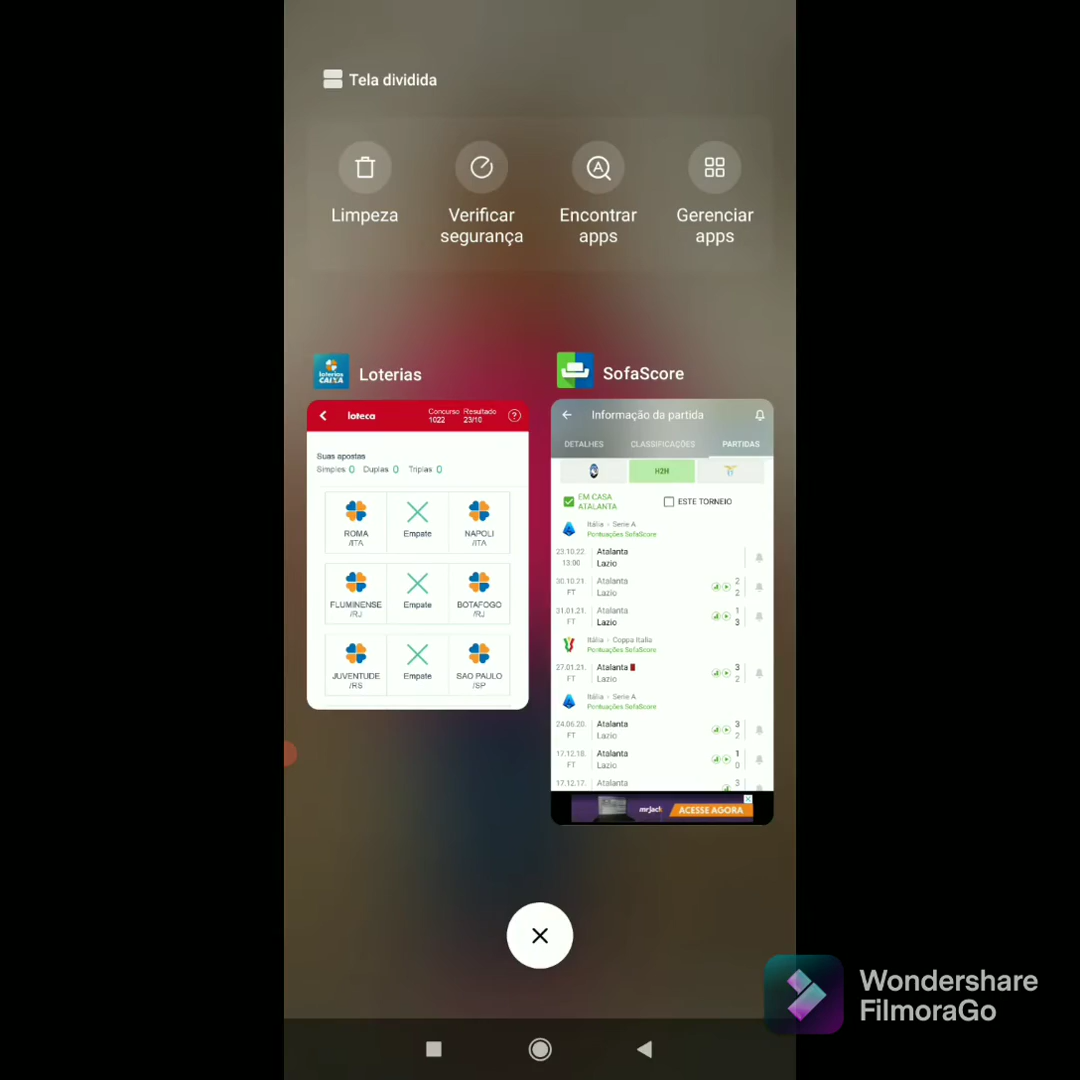 Tela dividida
Limpeza
Verificar
segurança
Encontrar
apps
Gerenciar
apps
loterias
CAIXA
Loterias
loteca
Concurso
1022
Resultado
23/10
?
Suas apostas
Simples 0 Duplas 0 Triplas 0
ROMA
/ITA
Empate
NAPOLI
/ITA
FLUMINENSE
/RJ
Empate
BOTAFOGO
/RJ
JUVENTUDE
/RS
Empate
SAO PAULO
/SP
SofaScore
Informação da partida
DETALHES CLASSIFICAÇÕES PARTIDAS
H2H
EM CASA
ATALANTA
ESTE TORNEIO
Itália - Serie A
Pontuações SofaScore
23.10.22. Atalanta
13:00 Lazio
30.10.21. Atalanta 2
FT Lazio 2
31.01.21. Atalanta 1
FT Lazio 3
Itália - Coppa Italia
Pontuações SofaScore
27.01.21. Atalanta 3
FT Lazio 2
Itália - Serie A
Pontuações SofaScore
24.06.20. Atalanta 3
FT Lazio 2
17.12.18. Atalanta 1
FT Lazio 0
17.12.17. Atalanta 3
mrJack ACESSE AGORA
Wondershare
FilmoraGo